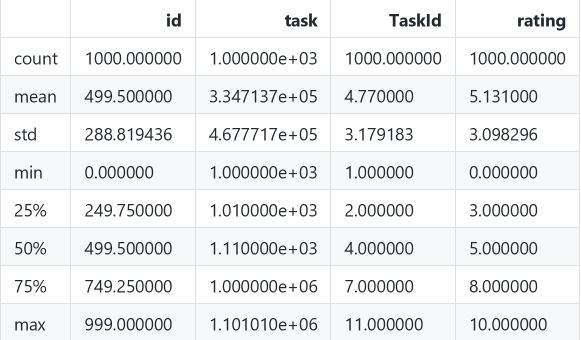 id task TaskId rating
count 1000.000000 1.000000e+03 1000.000000 1000.000000
mean 499.500000 3.347137e+05 4.770000 5.131000
std 288.819436 4.677717e+05 3.179183 3.098296
min 0.000000 1.000000e+03 1.000000 0.000000
25% 249.750000 1.010000e+03 2.000000 3.000000
50% 499.500000 1.110000e+03 4.000000 5.000000
75% 749.250000 1.000000e+06 7.000000 8.000000
max 999.000000 1.101010e+06 11.000000 10.000000